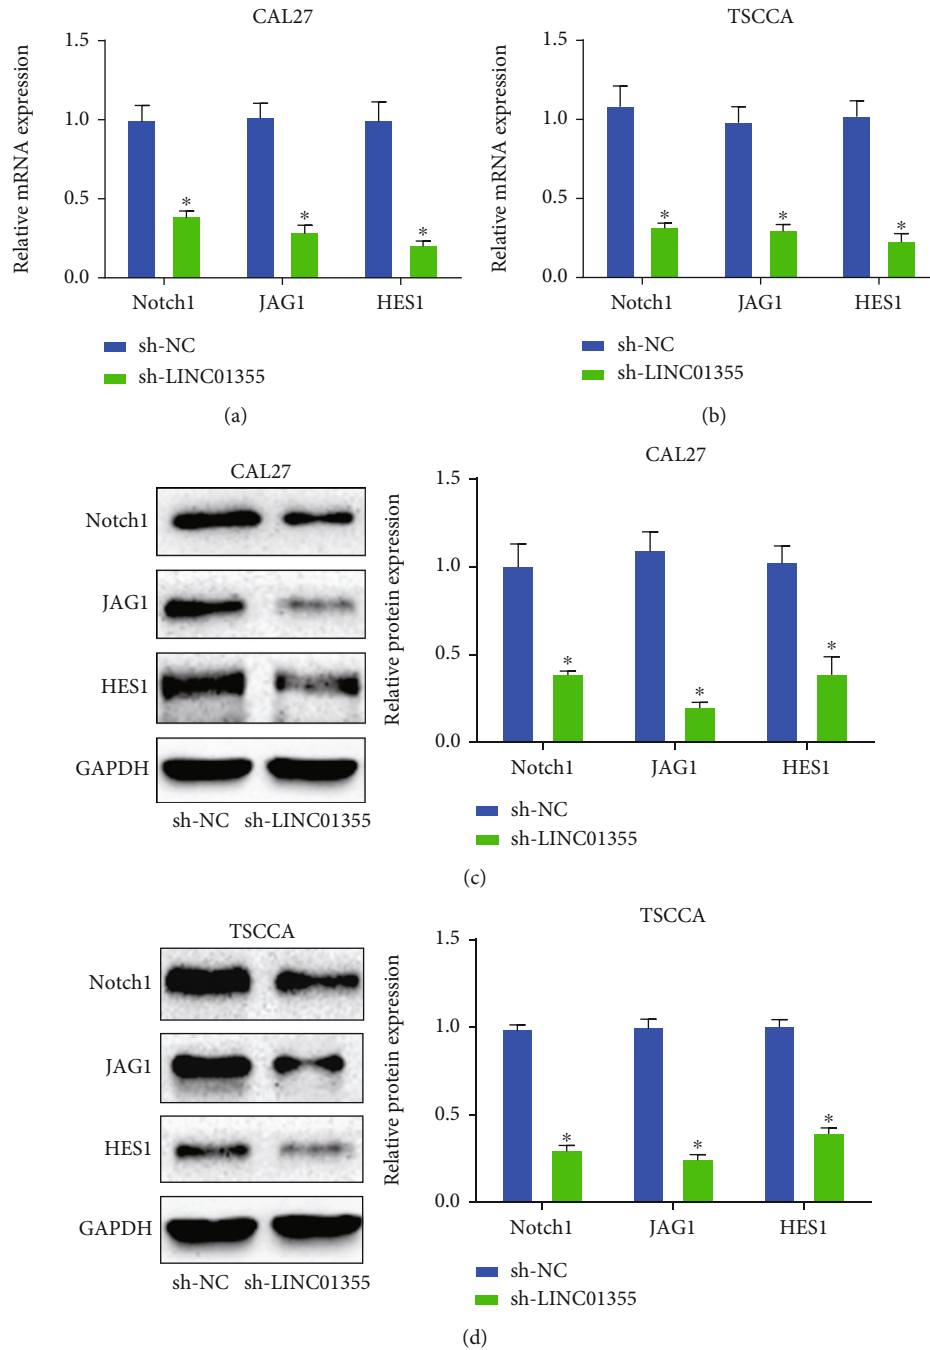 CAL27
Relative mRNA expression
1.5
1.0
0.5
0.0
* * *
Notch1 JAG1 HES1
sh-NC
sh-LINC01355
(a)
TSCCA
Relative mRNA expression
1.5
1.0
0.5
0.0
* * *
Notch1 JAG1 HES1
sh-NC
sh-LINC01355
(b)
CAL27
Notch1
JAG1
HES1
GAPDH
sh-NC sh-LINC01355
CAL27
Relative protein expression
1.5
1.0
0.5
0.0
* * *
Notch1 JAG1 HES1
sh-NC
sh-LINC01355
(c)
TSCCA
Notch1
JAG1
HES1
GAPDH
sh-NC sh-LINC01355
TSCCA
Relative protein expression
1.5
1.0
0.5
0.0
* * *
Notch1 JAG1 HES1
sh-NC
sh-LINC01355
(d)